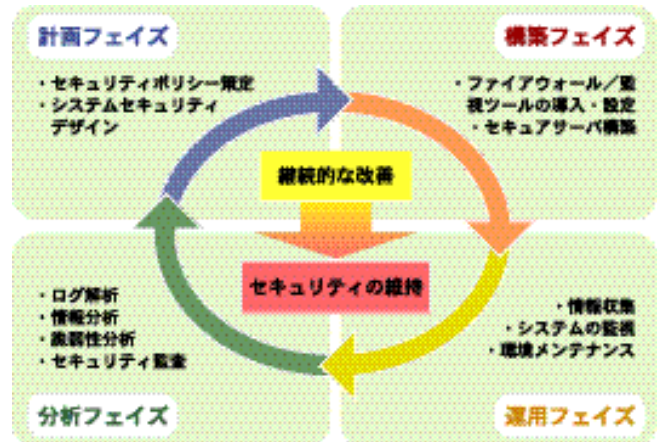 計画フェイズ
・セキュリティポリシー策定
・システムセキュリティ
デザイン
構築フェイズ
・ファイアウォール／監
視ツールの導入・設定
・セキュアサーバ構築
継続的な改善
セキュリティの維持
・ログ解析
・情報分析
・脆弱性分析
・セキュリティ監査
分析フェイズ
・情報収集
・システムの監視
・環境メンテナンス
運用フェイズ